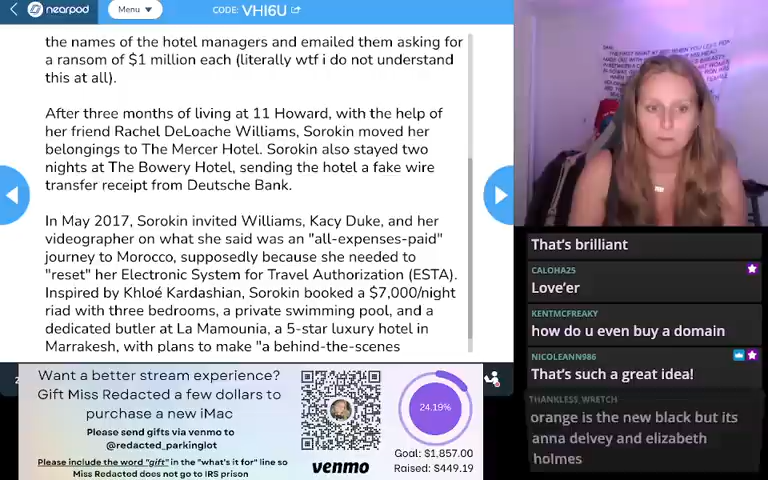 nearpod
Menu
CODE: VHI6U
the names of the hotel managers and emailed them asking for
a ransom of $1 million each (literally wtf i do not understand
this at all).
After three months of living at 11 Howard, with the help of
her friend Rachel DeLoache Williams, Sorokin moved her
belongings to The Mercer Hotel. Sorokin also stayed two
nights at The Bowery Hotel, sending the hotel a fake wire
transfer receipt from Deutsche Bank.
In May 2017, Sorokin invited Williams, Kacy Duke, and her
videographer on what she said was an "all-expenses-paid"
journey to Morocco, supposedly because she needed to
"reset" her Electronic System for Travel Authorization (ESTA).
Inspired by Khloé Kardashian, Sorokin booked a $7,000/night
riad with three bedrooms, a private swimming pool, and a
dedicated butler at La Mamounia, a 5-star luxury hotel in
Marrakesh, with plans to make "a behind-the-scenes
Want a better stream experience?
Gift Miss Redacted a few dollars to
purchase a new iMac
Please send gifts via venmo to
@redacted_parkinglot
Please include the word "gift" in the "what's it for" line so
Miss Redacted does not go to IRS prison
venmo
24.19%
Goal: $1,857.00
Raised: $449.19
That's brilliant
CALOHA25
Love'er
KENTMCFREAKY
how do u even buy a domain
NICOLEANN986
That's such a great idea!
THANKLESS_WRETCH
orange is the new black but its
anna delvey and elizabeth
holmes